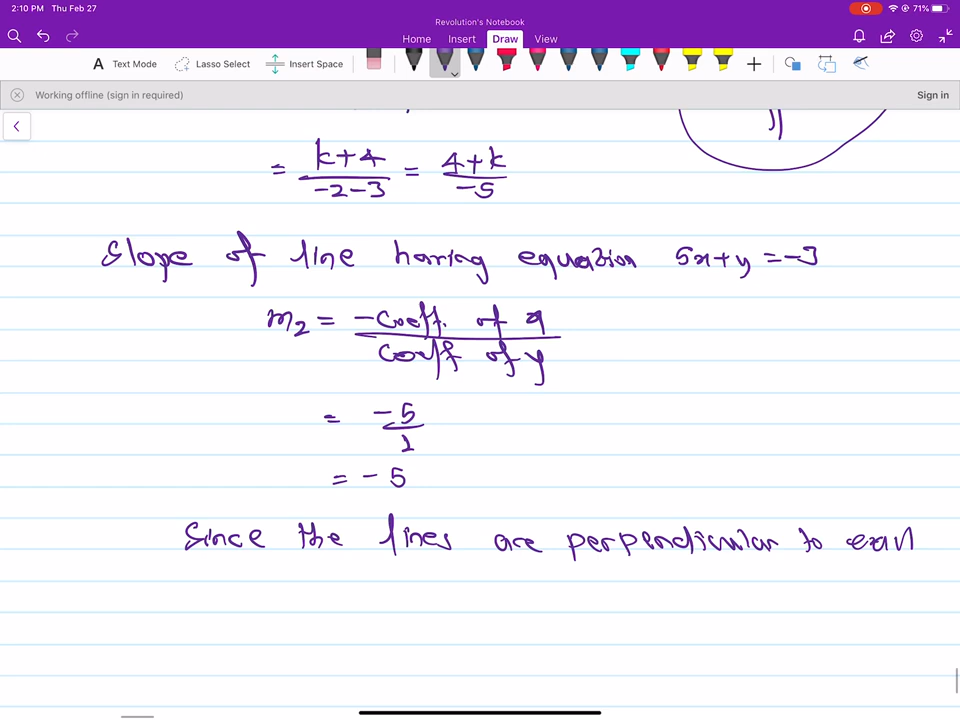 2:10 PM Thu Feb 27
71%
Revolution's Notebook
Home Insert Draw View
Text Mode Lasso Select Insert Space
Working offline (sign in required) Sign in
= k+4/-2-3 = 4+k/-5
Slope of line having equation 5x+y=-3
m2 = -coeff. of x/coeff of y
= -5/1
= -5
Since the lines are perpendicular to